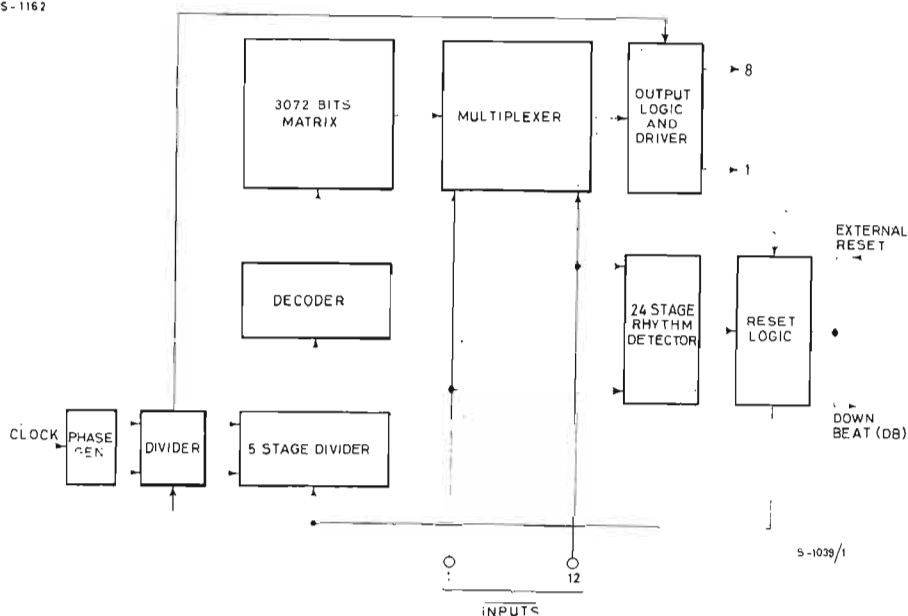 S-1162
3072 BITS
MATRIX
MULTIPLEXER
OUTPUT
LOGIC
AND
DRIVER
8
1
EXTERNAL
RESET
DECODER
24 STAGE
RHYTHM
DETECTOR
RESET
LOGIC
CLOCK
PHASE
GEN
DIVIDER
5 STAGE DIVIDER
DOWN
BEAT (DB)
S-1039/1
12
INPUTS